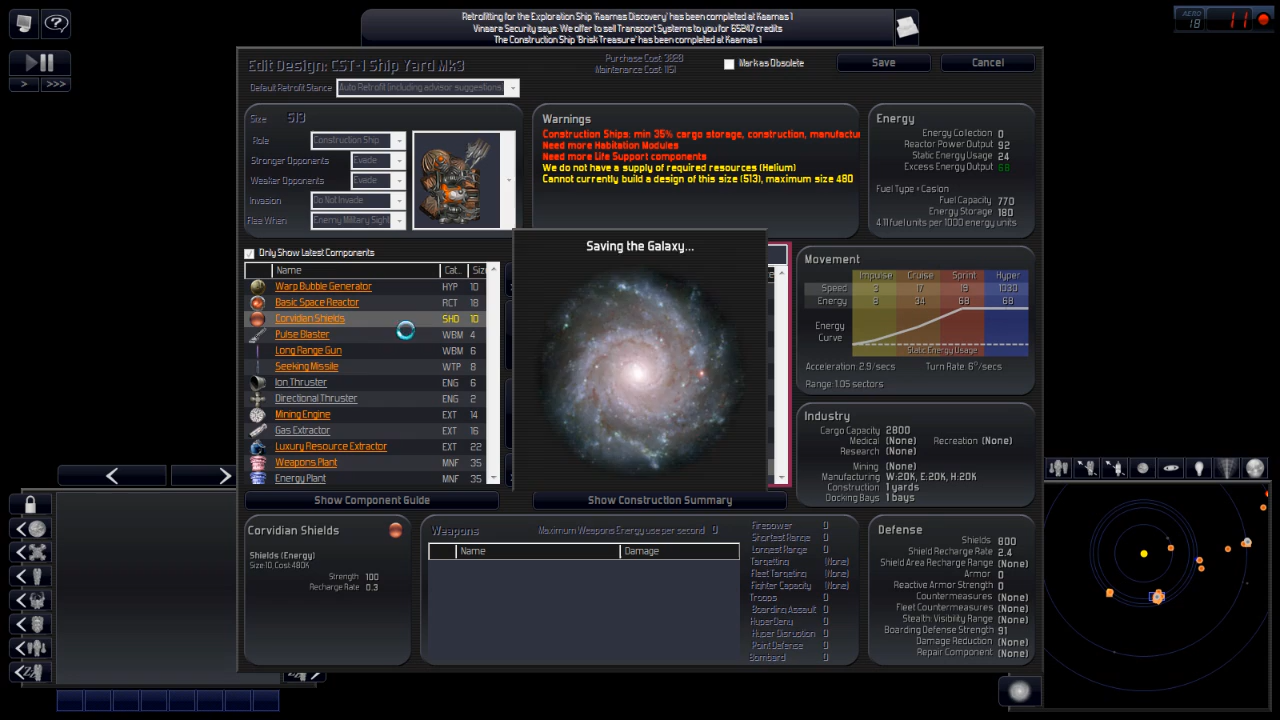 Retrofitting for the Exploration Ship 'Kaarnas Discovery' has been completed at Kaarnas 1
Vinaare Security says: We offer to sell Transport Systems to you for 65247 credits
The Construction Ship 'Brisk Treasure' has been completed at Kaarnas 1
AERO
18
11
Edit Design: CST-1 Ship Yard Mk3
Purchase Cost 3828
Maintenance Cost 1151
Mark as Obsolete
Save
Cancel
Default Retrofit Stance
Auto Retrofit (including advisor suggestions
Size 513
Role Construction Ship
Stronger Opponents Evade
Weaker Opponents Evade
Invasion Do Not Invade
Flee When Enemy Military Sigh
Warnings
Construction Ships: min 35% cargo storage, construction, manufactu
Need more Habitation Modules
Need more Life Support components
We do not have a supply of required resources (Helium)
Cannot currently build a design of this size (513), maximum size 480
Energy
Energy Collection 0
Reactor Power Output 92
Static Energy Usage 24
Excess Energy Output 68
Fuel Type : Casion
Fuel Capacity 770
Energy Storage 180
4.11 fuel units per 1000 energy units
Only Show Latest Components
Name Cat.. Siz
Warp Bubble Generator HYP 10
Basic Space Reactor RCT 18
Corvidian Shields SHD 10
Pulse Blaster WBM 4
Long Range Gun WBM 6
Seeking Missile WTP 8
Ion Thruster ENG 6
Directional Thruster ENG 2
Mining Engine EXT 14
Gas Extractor EXT 16
Luxury Resource Extractor EXT 22
Weapons Plant MNF 35
Energy Plant MNF 35
Saving the Galaxy...
Movement
Impulse Cruise Sprint Hyper
Speed 3 17 19 1030
Energy 8 34 68 68
Energy
Curve
Static Energy Usage
Acceleration: 2.9/secs Turn Rate: 6°/secs
Range: 1.05 sectors
Industry
Cargo Capacity 2800
Medical (None) Recreation (None)
Research (None)
Mining (None)
Manufacturing W:20K, E:20K, H:20K
Construction 1 yards
Docking Bays 1 bays
Show Component Guide
Show Construction Summary
Corvidian Shields
Shields (Energy)
Size 10, Cost 480K
Strength 100
Recharge Rate 0.3
Weapons
Maximum Weapons Energy use per second 0
Name Damage
Firepower 0
Shortest Range 0
Longest Range 0
Targetting (None)
Fleet Targeting (None)
Fighter Capacity (None)
Troops 0
Boarding Assault 0
HyperDeny 0
Hyper Disruption 0
Point Defense 0
Bombard 0
Defense
Shields 800
Shield Recharge Rate 2.4
Shield Area Recharge Range (None)
Armor 0
Reactive Armor Strength 0
Countermeasures (None)
Fleet Countermeasures (None)
Stealth: Visibility Range (None)
Boarding Defense Strength 91
Damage Reduction (None)
Repair Component (None)